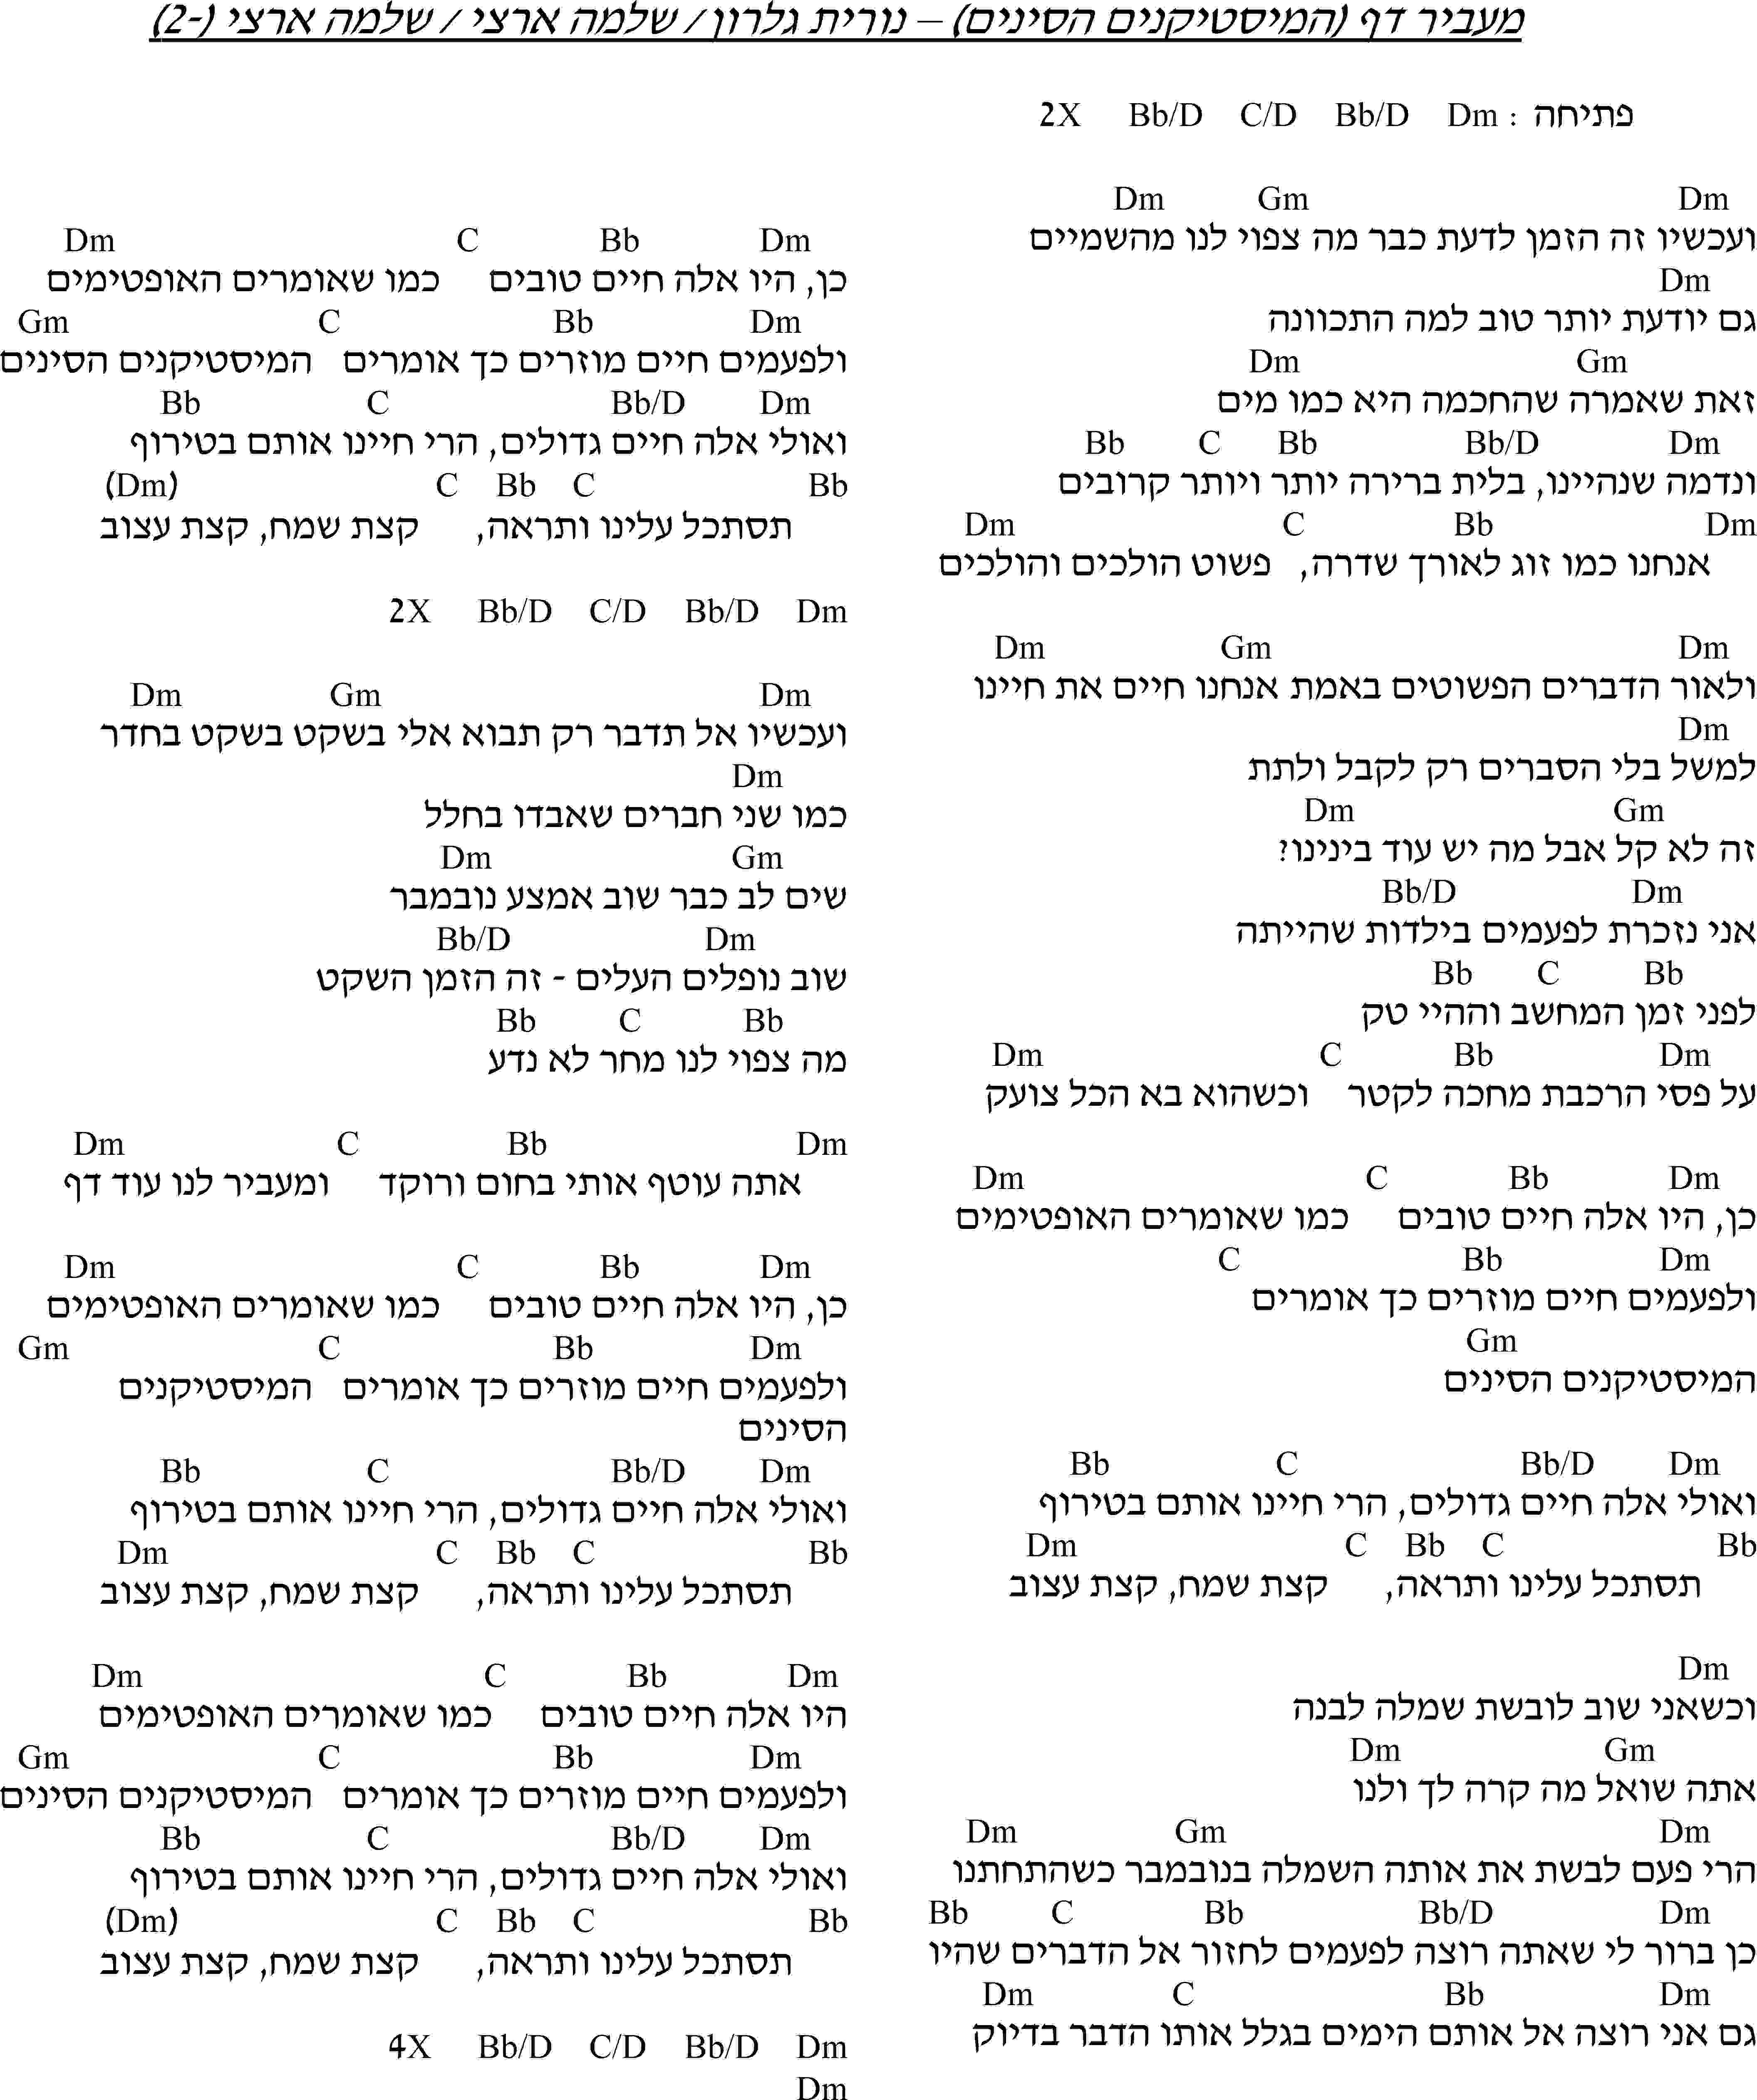 מעביר דף (המיסטיקנים הסינים) – נורית גלרון / שלמה ארצי / שלמה ארצי (-2)
פתיחה : Dm Bb/D C/D Bb/D 2X
Dm Gm Dm
ועכשיו זה הזמן לדעת כבר מה צפוי לנו מהשמיים
Dm
גם יודעת יותר טוב למה התכוונה
Gm Dm
זאת שאמרה שהחכמה היא כמו מים
Dm Bb/D Bb C Bb
ונדמה שנהיינו, בלית ברירה יותר ויותר קרובים
Dm Bb C Dm
אנחנו כמו זוג לאורך שדרה, פשוט הולכים והולכים
Dm Gm Dm
ולאור הדברים הפשוטים באמת אנחנו חיים את חיינו
Dm
למשל בלי הסברים רק לקבל ולתת
Gm Dm
זה לא קל אבל מה יש עוד בינינו?
Dm Bb/D
אני נזכרת לפעמים בילדות שהייתה
Bb C Bb
לפני זמן המחשב וההיי טק
Dm Bb C Dm
על פסי הרכבת מחכה לקטר וכשהוא בא הכל צועק
Dm Bb C Dm
כן, היו אלה חיים טובים כמו שאומרים האופטימים
Dm Bb C
ולפעמים חיים מוזרים כך אומרים
Gm
המיסטיקנים הסינים
Dm Bb/D C Bb
ואולי אלה חיים גדולים, הרי חיינו אותם בטירוף
Bb C Bb C Dm
תסתכל עלינו ותראה, קצת שמח, קצת עצוב
Dm
וכשאני שוב לובשת שמלה לבנה
Gm Dm
אתה שואל מה קרה לך ולנו
Dm Gm Dm
הרי פעם לבשת את אותה השמלה בנובמבר כשהתחתנו
Dm Bb/D Bb C Bb
כן ברור לי שאתה רוצה לפעמים לחזור אל הדברים שהיו
Dm Bb C Dm
גם אני רוצה אל אותם הימים בגלל אותו הדבר בדיוק
Dm Bb C Dm
כן, היו אלה חיים טובים כמו שאומרים האופטימים
Dm Bb C Gm
ולפעמים חיים מוזרים כך אומרים המיסטיקנים הסינים
Dm Bb/D C Bb
ואולי אלה חיים גדולים, הרי חיינו אותם בטירוף
Bb C Bb C (Dm)
תסתכל עלינו ותראה, קצת שמח, קצת עצוב
Dm Bb/D C/D Bb/D 2X
Dm Gm Dm
ועכשיו אל תדבר רק תבוא אלי בשקט בשקט בחדר
Dm
כמו שני חברים שאבדו בחלל
Gm Dm
שים לב כבר שוב אמצע נובמבר
Dm Bb/D
שוב נופלים העלים - זה הזמן השקט
Bb C Bb
מה צפוי לנו מחר לא נדע
Dm Bb C Dm
אתה עוטף אותי בחום ורוקד ומעביר לנו עוד דף
Dm Bb C Dm
כן, היו אלה חיים טובים כמו שאומרים האופטימים
Dm Bb C Gm
ולפעמים חיים מוזרים כך אומרים המיסטיקנים
הסינים
Dm Bb/D C Bb
ואולי אלה חיים גדולים, הרי חיינו אותם בטירוף
Bb C Bb C Dm
תסתכל עלינו ותראה, קצת שמח, קצת עצוב
Dm Bb C Dm
היו אלה חיים טובים כמו שאומרים האופטימים
Dm Bb C Gm
ולפעמים חיים מוזרים כך אומרים המיסטיקנים הסינים
Dm Bb/D C Bb
ואולי אלה חיים גדולים, הרי חיינו אותם בטירוף
Bb C Bb C (Dm)
תסתכל עלינו ותראה, קצת שמח, קצת עצוב
Dm Bb/D C/D Bb/D 4X
Dm